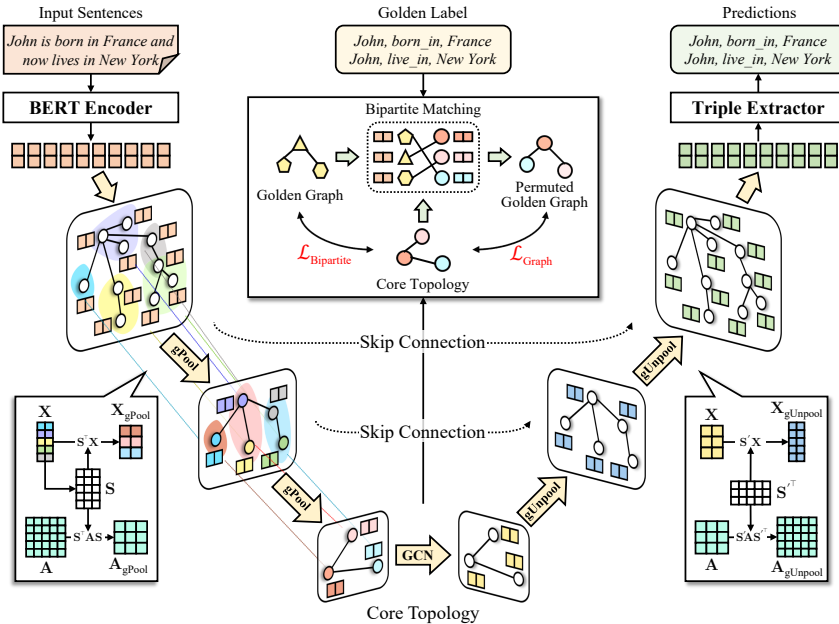 Input Sentences
John is born in France and
now lives in New York
BERT Encoder
Golden Label
John, born_in, France
John, live_in, New York
Predictions
John, born_in, France
John, live_in, New York
Triple Extractor
Bipartite Matching
Golden Graph
Permuted
Golden Graph
ℒBipartite
ℒGraph
Core Topology
gPool
Skip Connection
gUnpool
gPool
Skip Connection
gUnpool
GCN
Core Topology
X
XgPool
SᵀX
S
SᵀAS
A
AgPool
X
XgUnpool
S′X
S′ᵀ
S′AS′ᵀ
A
AgUnpool